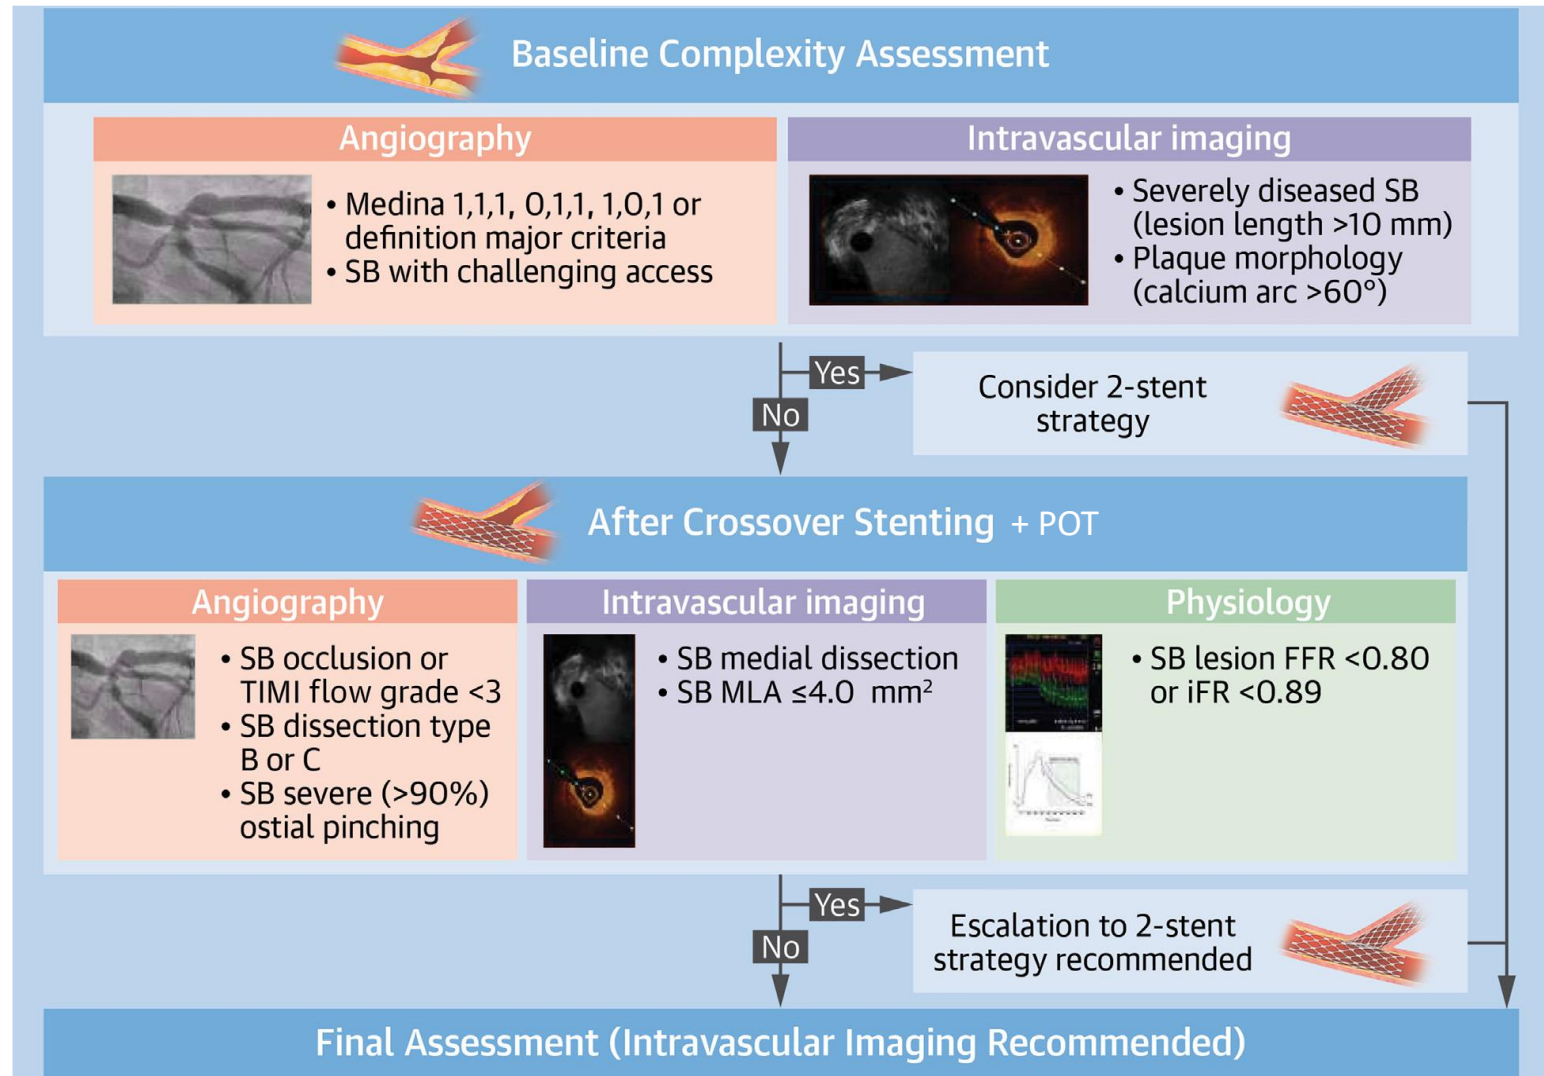 Baseline Complexity Assessment
Angiography
• Medina 1,1,1, 0,1,1, 1,0,1 or
definition major criteria
• SB with challenging access
Intravascular imaging
• Severely diseased SB
(lesion length >10 mm)
• Plaque morphology
(calcium arc >60°)
Yes
Consider 2-stent
strategy
No
After Crossover Stenting + POT
Angiography
• SB occlusion or
TIMI flow grade <3
• SB dissection type
B or C
• SB severe (>90%)
ostial pinching
Intravascular imaging
• SB medial dissection
• SB MLA ≤4.0 mm²
Physiology
• SB lesion FFR <0.80
or iFR <0.89
Yes
Escalation to 2-stent
strategy recommended
No
Final Assessment (Intravascular Imaging Recommended)